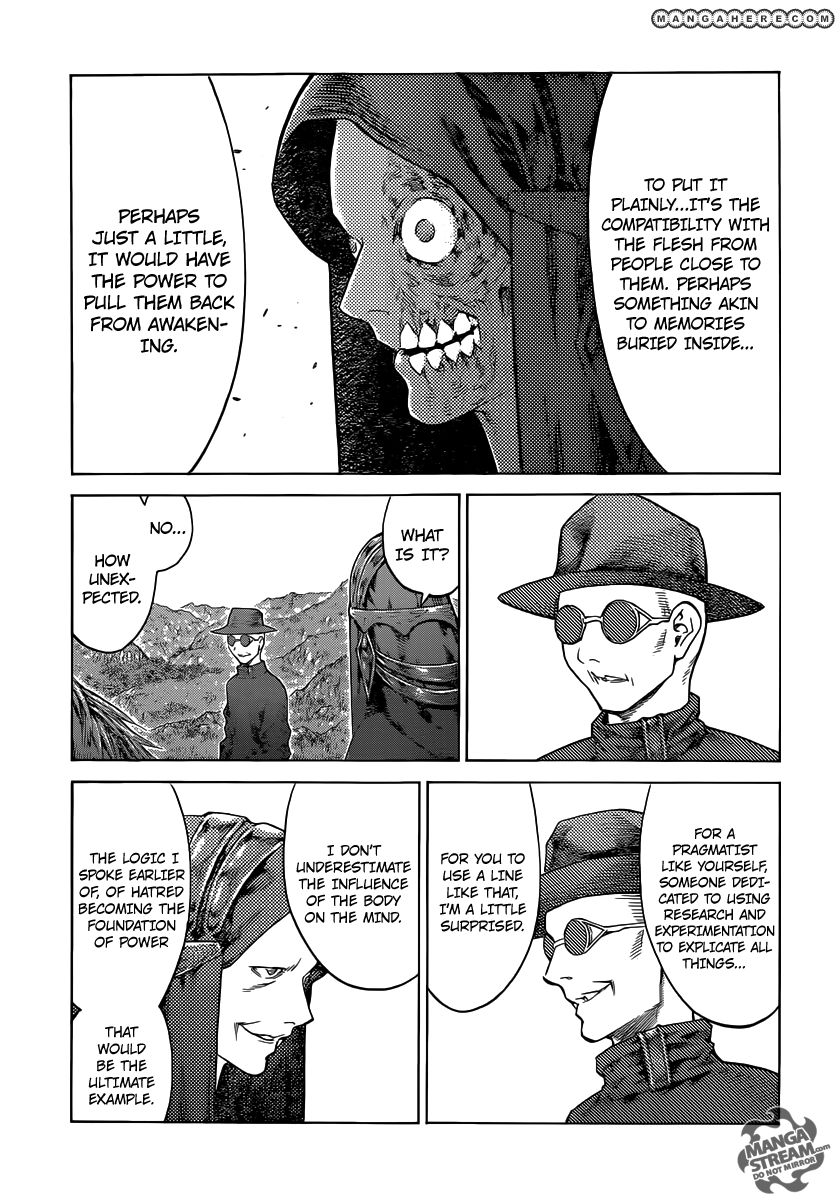 MANGAHERE.COM
TO PUT IT
PLAINLY...IT'S THE
COMPATIBILITY WITH
THE FLESH FROM
PEOPLE CLOSE TO
THEM. PERHAPS
SOMETHING AKIN
TO MEMORIES
BURIED INSIDE...
PERHAPS
JUST A LITTLE,
IT WOULD HAVE
THE POWER TO
PULL THEM BACK
FROM AWAKEN-
ING.
WHAT
IS IT?
NO...
HOW
UNEX-
PECTED.
FOR A
PRAGMATIST
LIKE YOURSELF,
SOMEONE DEDI-
CATED TO USING
RESEARCH AND
EXPERIMENTATION
TO EXPLICATE ALL
THINGS...
FOR YOU TO
USE A LINE
LIKE THAT,
I'M A LITTLE
SURPRISED.
I DON'T
UNDERESTIMATE
THE INFLUENCE
OF THE BODY
ON THE MIND.
THE LOGIC I
SPOKE EARLIER
OF, OF HATRED
BECOMING THE
FOUNDATION
OF POWER
THAT
WOULD
BE THE
ULTIMATE
EXAMPLE.
MANGA
STREAM.com
DO NOT MIRROR